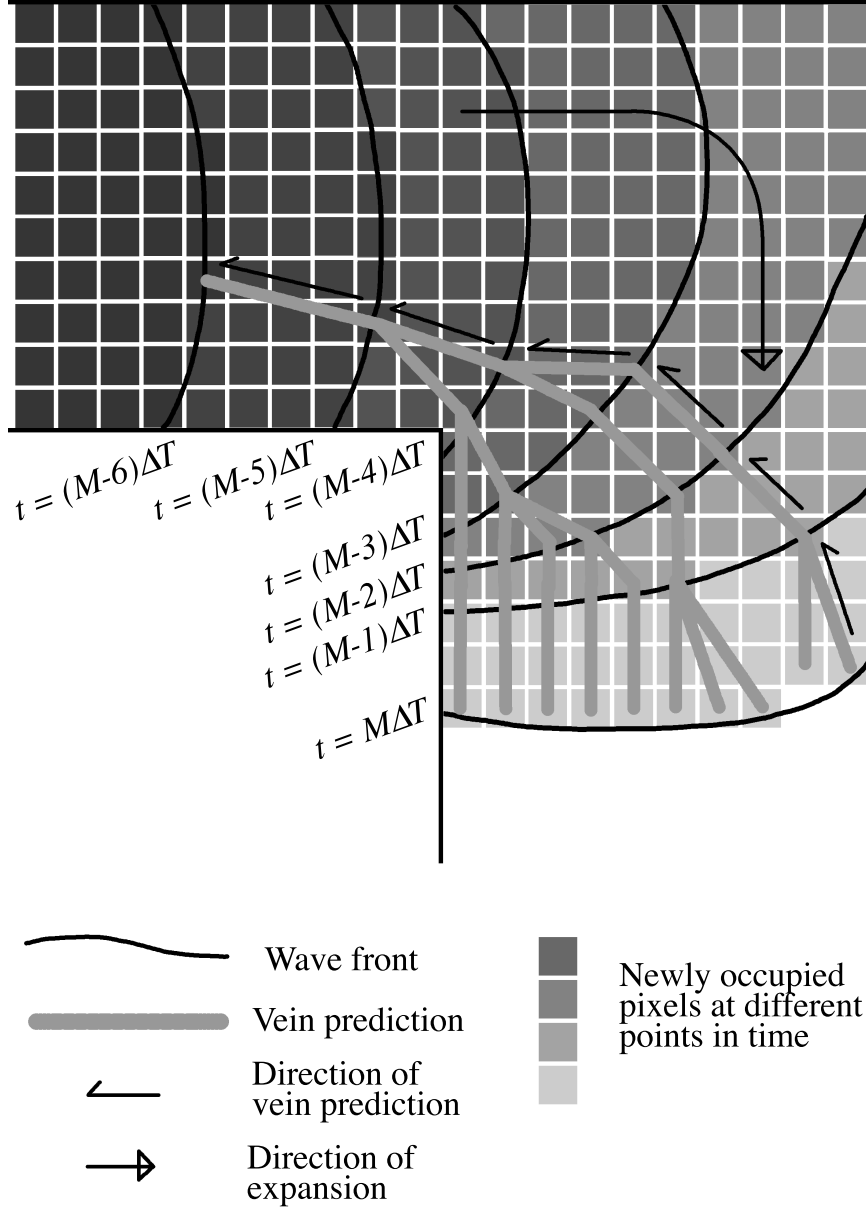 t = (M-6)ΔT
t = (M-5)ΔT
t = (M-4)ΔT
t = (M-3)ΔT
t = (M-2)ΔT
t = (M-1)ΔT
t = MΔT
Wave front
Vein prediction
Direction of
vein prediction
Direction of
expansion
Newly occupied
pixels at different
points in time